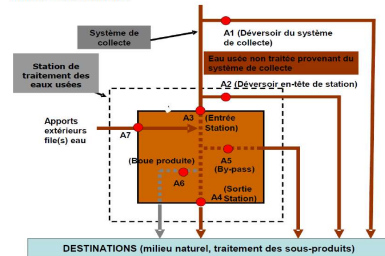 Système de
collecte
A1 (Déversoir du système
de collecte)
Station de
traitement des
eaux usées
Eau usée non traitée provenant du
système de collecte
A2 (Déversoir en-tête de station)
Apports
extérieurs
file(s) eau
A7
A3
(Entrée
Station)
(Boue produite)
A6
A5
(By-pass)
(Sortie
Station)
A4
DESTINATIONS (milieu naturel, traitement des sous-produits)